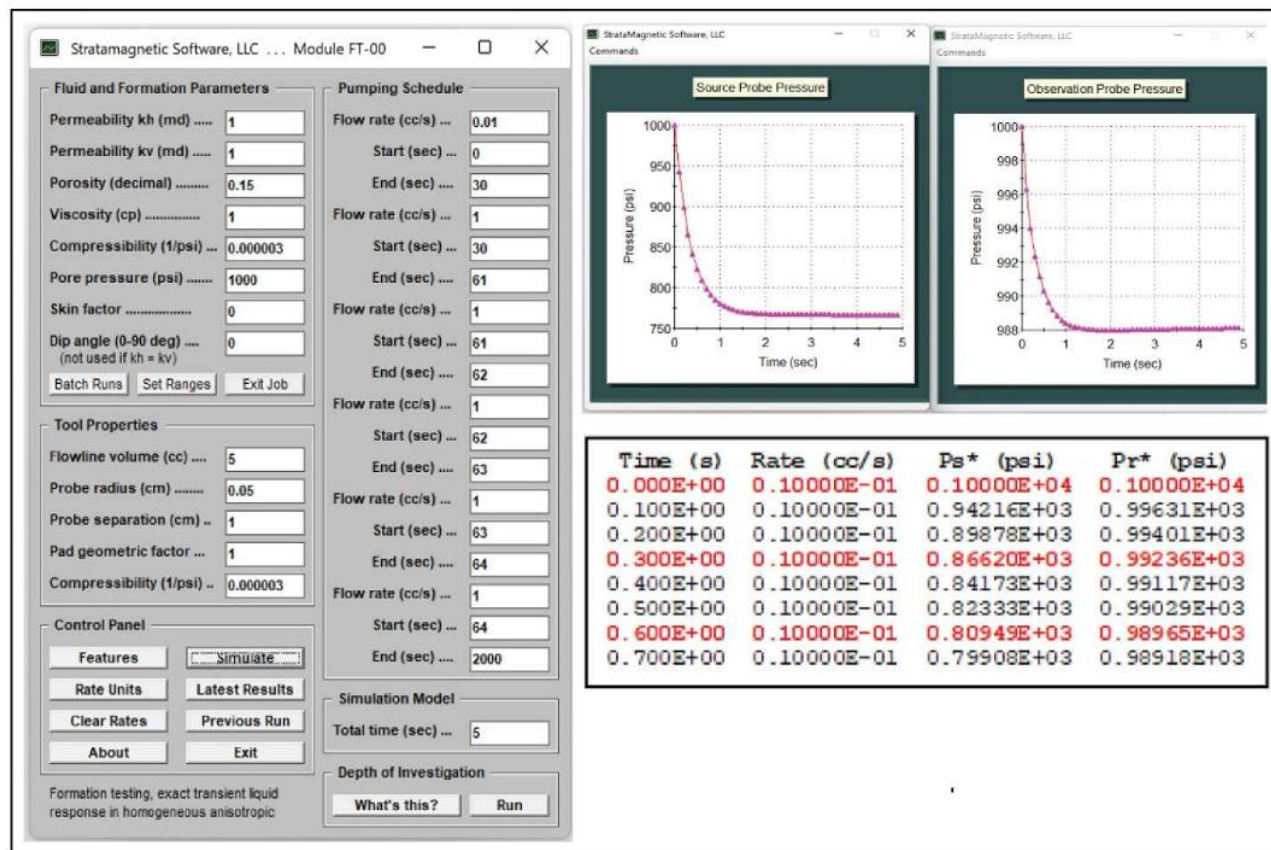 Stratamagnetic Software, LLC ... Module FT-00
Fluid and Formation Parameters
Permeability kh (md) ..... 1
Permeability kv (md) ..... 1
Porosity (decimal) ......... 0.15
Viscosity (cp) ............... 1
Compressibility (1/psi) ... 0.000003
Pore pressure (psi) ....... 1000
Skin factor ................... 0
Dip angle (0-90 deg) .... 0
(not used if kh = kv)
Batch Runs Set Ranges Exit Job
Tool Properties
Flowline volume (cc) .... 5
Probe radius (cm) ........ 0.05
Probe separation (cm) .. 1
Pad geometric factor ... 1
Compressibility (1/psi) .. 0.000003
Control Panel
Features Simulate
Rate Units Latest Results
Clear Rates Previous Run
About Exit
Formation testing, exact transient liquid
response in homogeneous anisotropic
Pumping Schedule
Flow rate (cc/s) ... 0.01
Start (sec) ... 0
End (sec) .... 30
Flow rate (cc/s) ... 1
Start (sec) ... 30
End (sec) .... 61
Flow rate (cc/s) ... 1
Start (sec) ... 61
End (sec) ... 62
Flow rate (cc/s) ... 1
Start (sec) ... 62
End (sec) .... 63
Flow rate (cc/s) ... 1
Start (sec) ... 63
End (sec) .... 64
Flow rate (cc/s) ... 1
Start (sec) ... 64
End (sec) ... 2000
Simulation Model
Total time (sec) ... 5
Depth of Investigation
What's this? Run
StrataMagnetic Software, LLC
Commands
Source Probe Pressure
Pressure (psi)
1000
950
900
850
800
750
0 1 2 3 4 5
Time (sec)
StrataMagnetic Software, LLC
Commands
Observation Probe Pressure
Pressure (psi)
1000
998
996
994
992
990
988
0 1 2 3 4 5
Time (sec)
Time (s) Rate (cc/s) Ps* (psi) Pr* (psi)
0.000E+00 0.10000E-01 0.10000E+04 0.10000E+04
0.100E+00 0.10000E-01 0.94216E+03 0.99631E+03
0.200E+00 0.10000E-01 0.89878E+03 0.99401E+03
0.300E+00 0.10000E-01 0.86620E+03 0.99236E+03
0.400E+00 0.10000E-01 0.84173E+03 0.99117E+03
0.500E+00 0.10000E-01 0.82333E+03 0.99029E+03
0.600E+00 0.10000E-01 0.80949E+03 0.98965E+03
0.700E+00 0.10000E-01 0.79908E+03 0.98918E+03